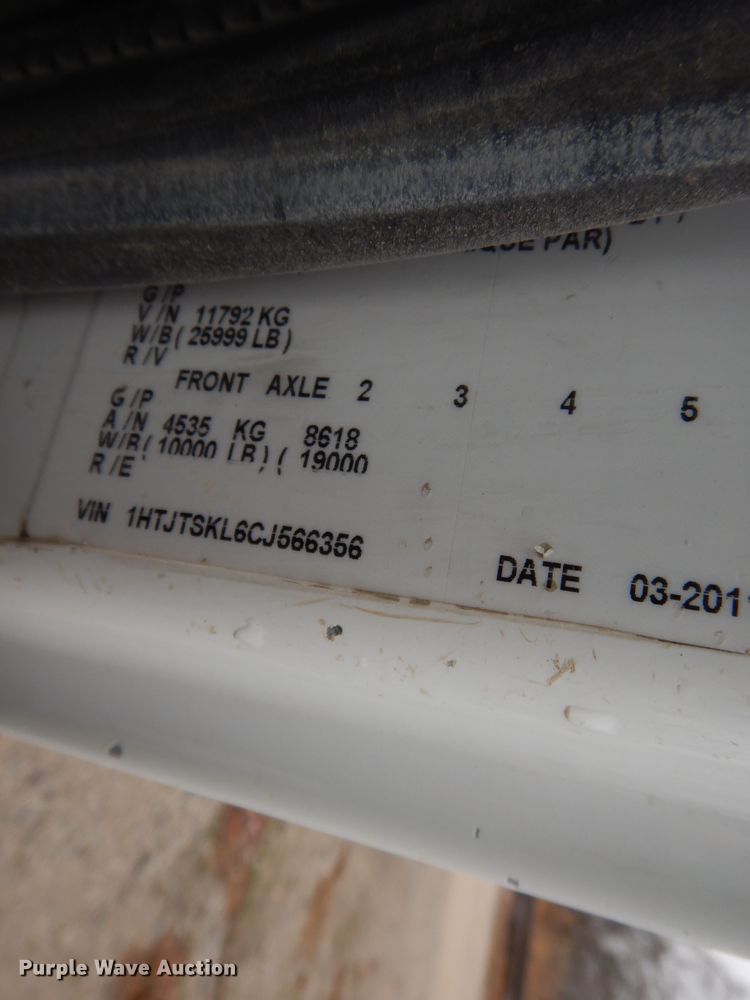 QUE PAR)
G/P
V/N 11792 KG
W/B ( 25999 LB )
R/V
FRONT AXLE 2 3 4 5
G/P
A/N 4535 KG 8618
W/B ( 10000 LB ) ( 19000
R/E
VIN 1HTJTSKL6CJ566356
DATE 03-2011
Purple Wave Auction